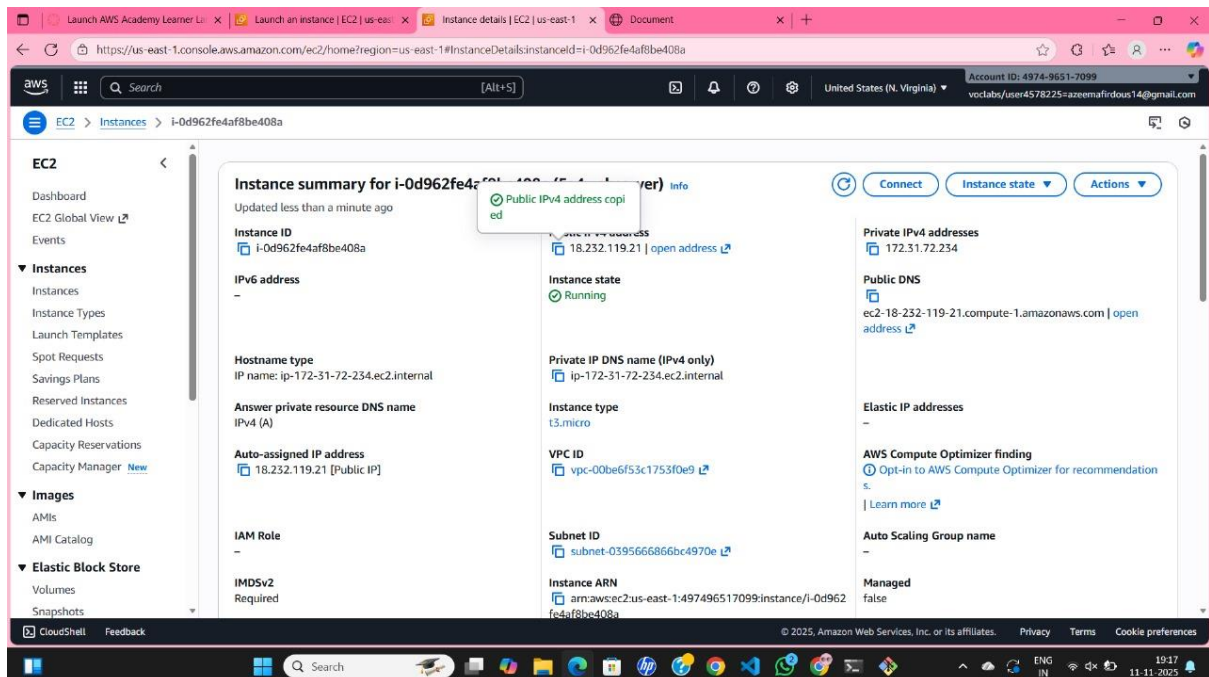 Launch AWS Academy Learner La
Launch an instance | EC2 | us-east
Instance details | EC2 | us-east-1
Document
https://us-east-1.console.aws.amazon.com/ec2/home?region=us-east-1#InstanceDetails:instanceId=i-0d962fe4af8be408a
aws
Search
[Alt+S]
United States (N. Virginia)
Account ID: 4974-9651-7099
voclabs/user4578225=azeemafirdous14@gmail.com
EC2 > Instances > i-0d962fe4af8be408a
EC2
Dashboard
EC2 Global View
Events
Instances
Instances
Instance Types
Launch Templates
Spot Requests
Savings Plans
Reserved Instances
Dedicated Hosts
Capacity Reservations
Capacity Manager New
Images
AMIs
AMI Catalog
Elastic Block Store
Volumes
Snapshots
Instance summary for Info
Updated less than a minute ago
Connect
Instance state
Actions
Public IPv4 address copi
ed
Instance ID
i-0d962fe4af8be408a
18.232.119.21 | open address
Private IPv4 addresses
172.31.72.234
IPv6 address
–
Instance state
Running
Public DNS
ec2-18-232-119-21.compute-1.amazonaws.com | open
address
Hostname type
IP name: ip-172-31-72-234.ec2.internal
Private IP DNS name (IPv4 only)
ip-172-31-72-234.ec2.internal
Answer private resource DNS name
IPv4 (A)
Instance type
t3.micro
Elastic IP addresses
–
Auto-assigned IP address
18.232.119.21 [Public IP]
VPC ID
vpc-00be6f53c1753f0e9
AWS Compute Optimizer finding
Opt-in to AWS Compute Optimizer for recommendation
s.
| Learn more
IAM Role
–
Subnet ID
subnet-0395666866bc4970e
Auto Scaling Group name
–
IMDSv2
Required
Instance ARN
arn:aws:ec2:us-east-1:497496517099:instance/i-0d962
fe4af8be408a
Managed
false
CloudShell
Feedback
© 2025, Amazon Web Services, Inc. or its affiliates.
Privacy
Terms
Cookie preferences
Search
ENG
IN
19:17
11-11-2025